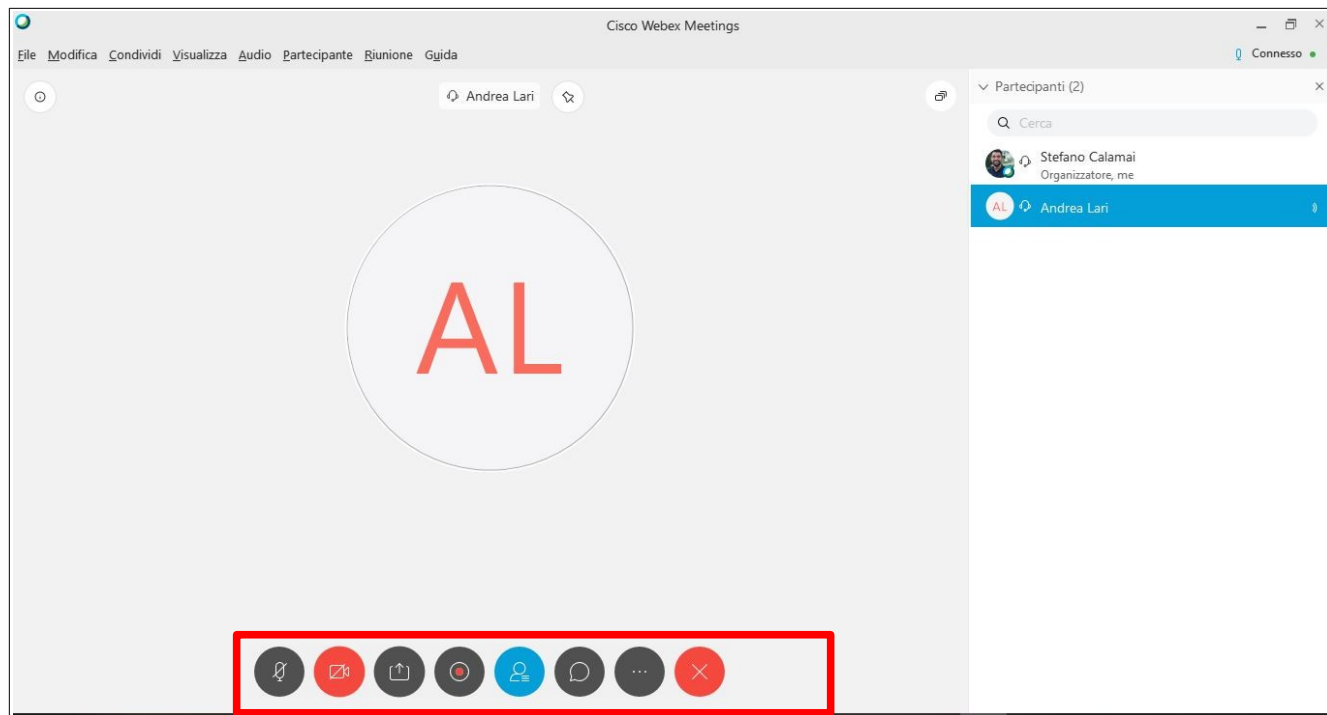 Cisco Webex Meetings
File Modifica Condividi Visualizza Audio Partecipante Riunione Guida
Connesso
Andrea Lari
Partecipanti (2)
Cerca
Stefano Calamai
Organizzatore, me
AL Andrea Lari
AL